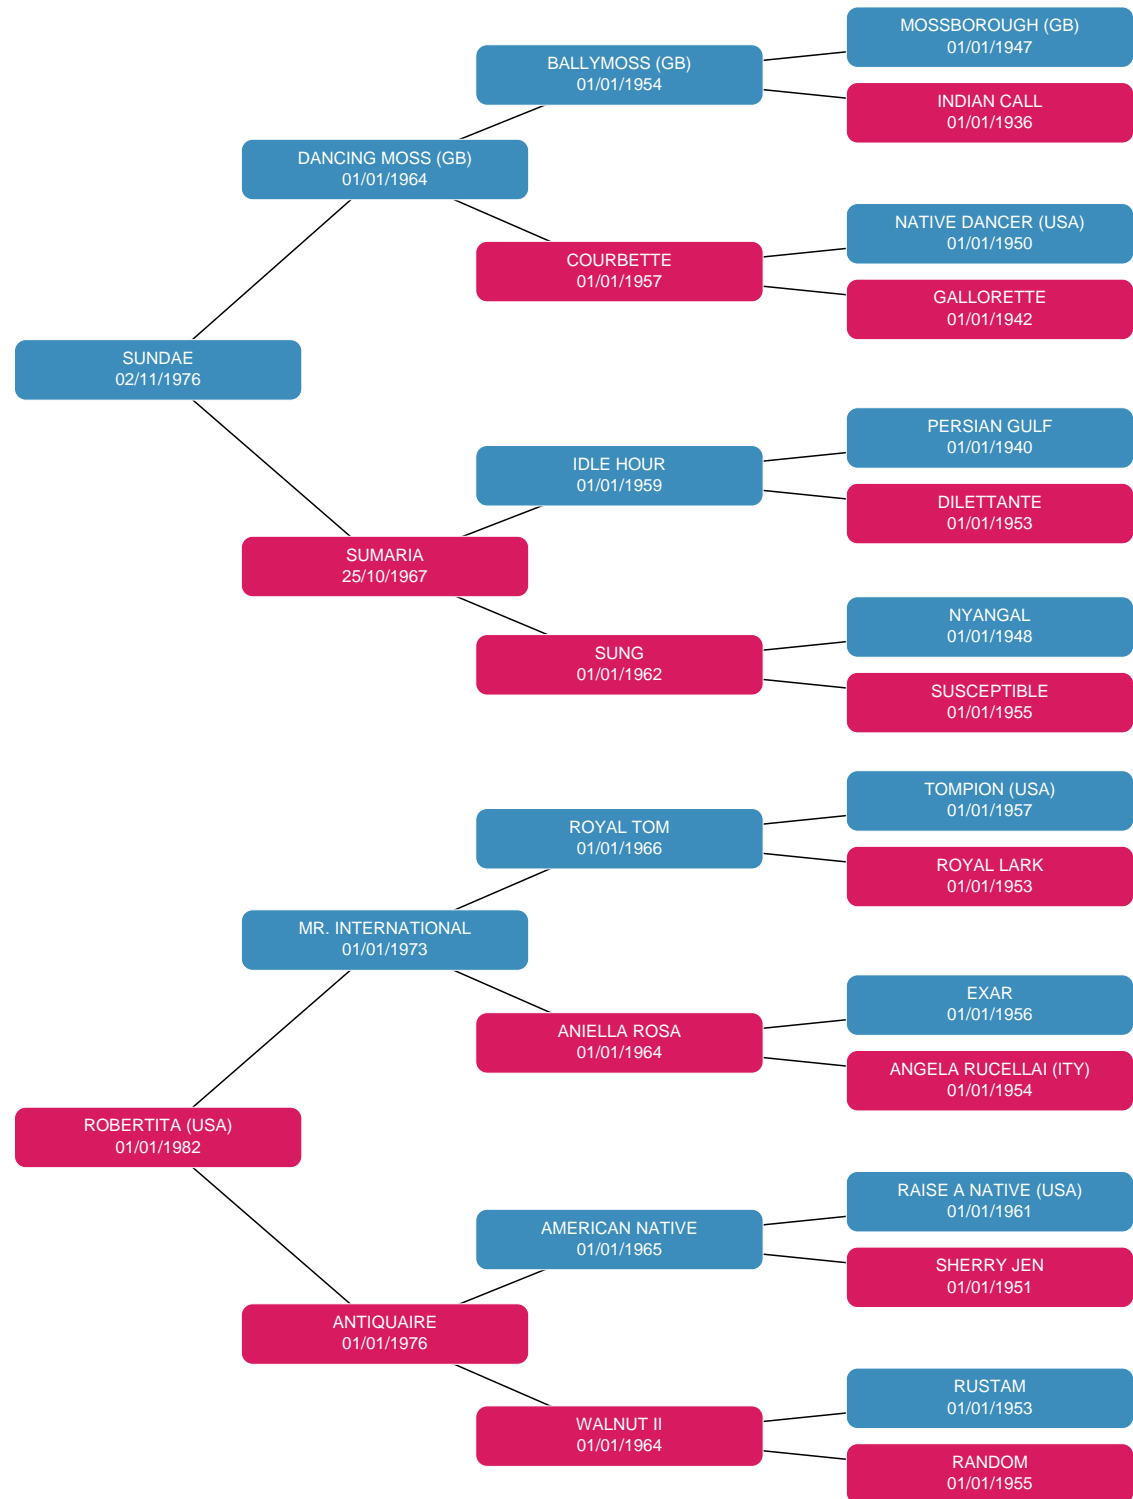 MOSSBOROUGH (GB)
01/01/1947
BALLYMOSS (GB)
01/01/1954
INDIAN CALL
01/01/1936
DANCING MOSS (GB)
01/01/1964
NATIVE DANCER (USA)
01/01/1950
COURBETTE
01/01/1957
GALLORETTE
01/01/1942
SUNDAE
02/11/1976
PERSIAN GULF
01/01/1940
IDLE HOUR
01/01/1959
DILETTANTE
01/01/1953
SUMARIA
25/10/1967
NYANGAL
01/01/1948
SUNG
01/01/1962
SUSCEPTIBLE
01/01/1955
TOMPION (USA)
01/01/1957
ROYAL TOM
01/01/1966
ROYAL LARK
01/01/1953
MR. INTERNATIONAL
01/01/1973
EXAR
01/01/1956
ANIELLA ROSA
01/01/1964
ANGELA RUCELLAI (ITY)
01/01/1954
ROBERTITA (USA)
01/01/1982
RAISE A NATIVE (USA)
01/01/1961
AMERICAN NATIVE
01/01/1965
SHERRY JEN
01/01/1951
ANTIQUAIRE
01/01/1976
RUSTAM
01/01/1953
WALNUT II
01/01/1964
RANDOM
01/01/1955